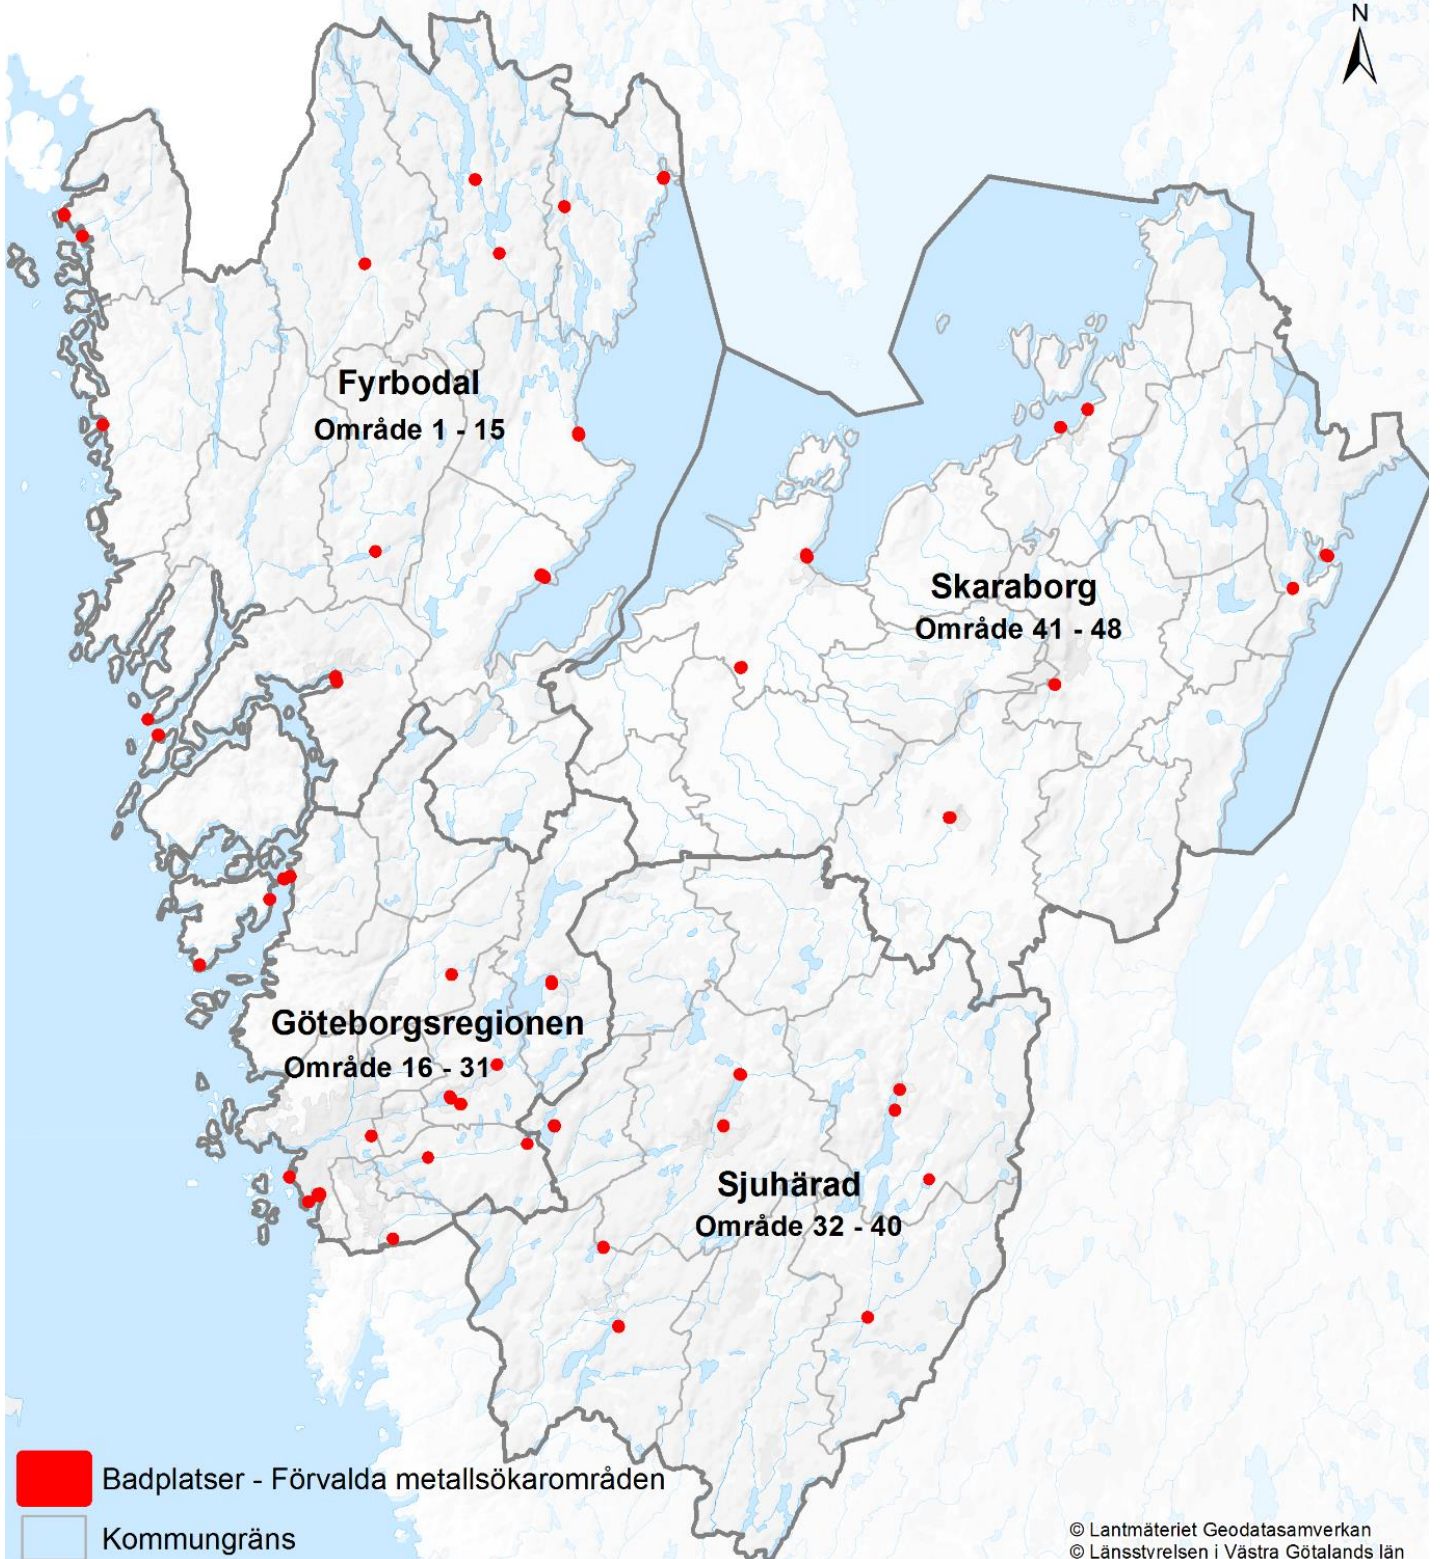 N
Fyrbodal
Område 1 - 15
Skaraborg
Område 41 - 48
Göteborgsregionen
Område 16 - 31
Sjuhärad
Område 32 - 40
Badplatser - Förvalda metallsökarområden
Kommungräns
© Lantmäteriet Geodatasamverkan
© Länsstyrelsen i Västra Götalands län